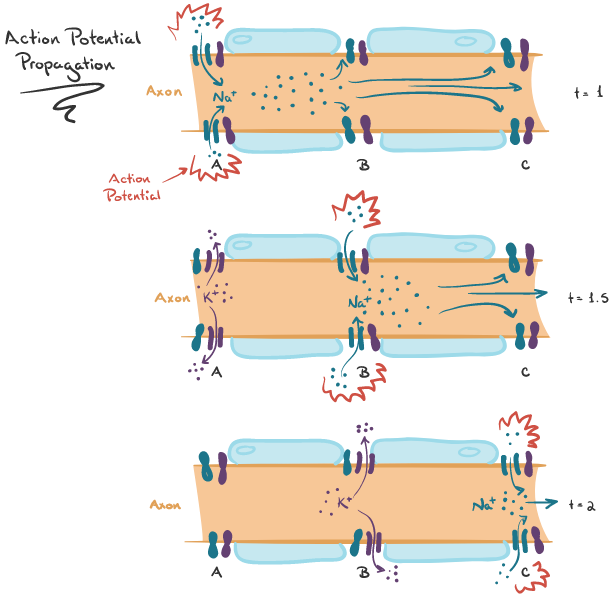 Action Potential
Propagation
Axon
Na+
t = 1
A
B
C
Action
Potential
Axon
K+
Na+
t = 1.5
A
B
C
Axon
K+
Na+
t = 2
A
B
C